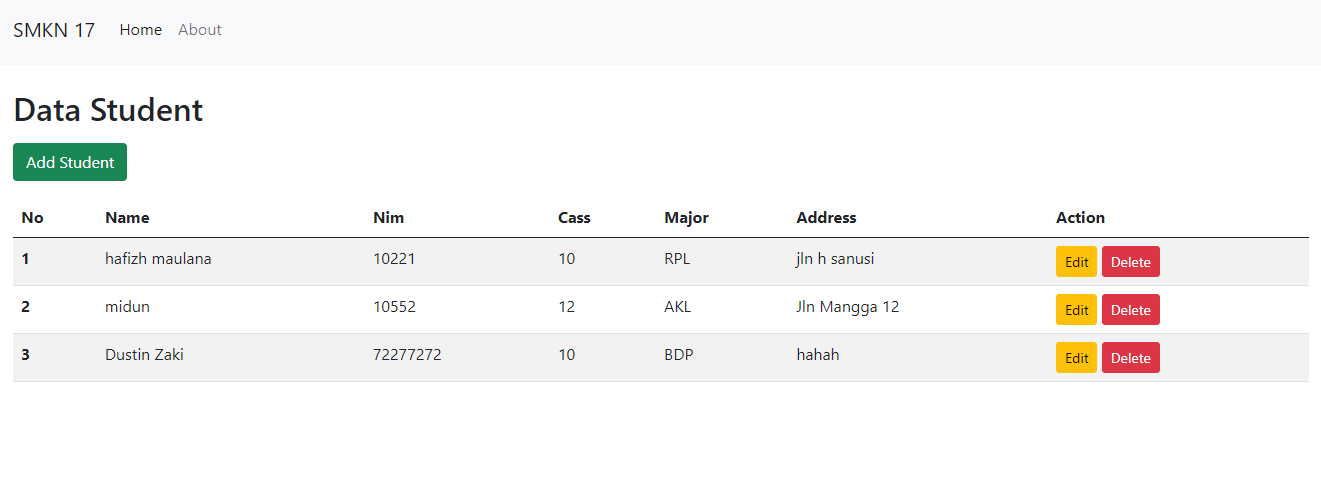 SMKN 17 Home About
Data Student
Add Student
No Name Nim Cass Major Address Action
1 hafizh maulana 10221 10 RPL jln h sanusi Edit Delete
2 midun 10552 12 AKL Jln Mangga 12 Edit Delete
3 Dustin Zaki 72277272 10 BDP hahah Edit Delete